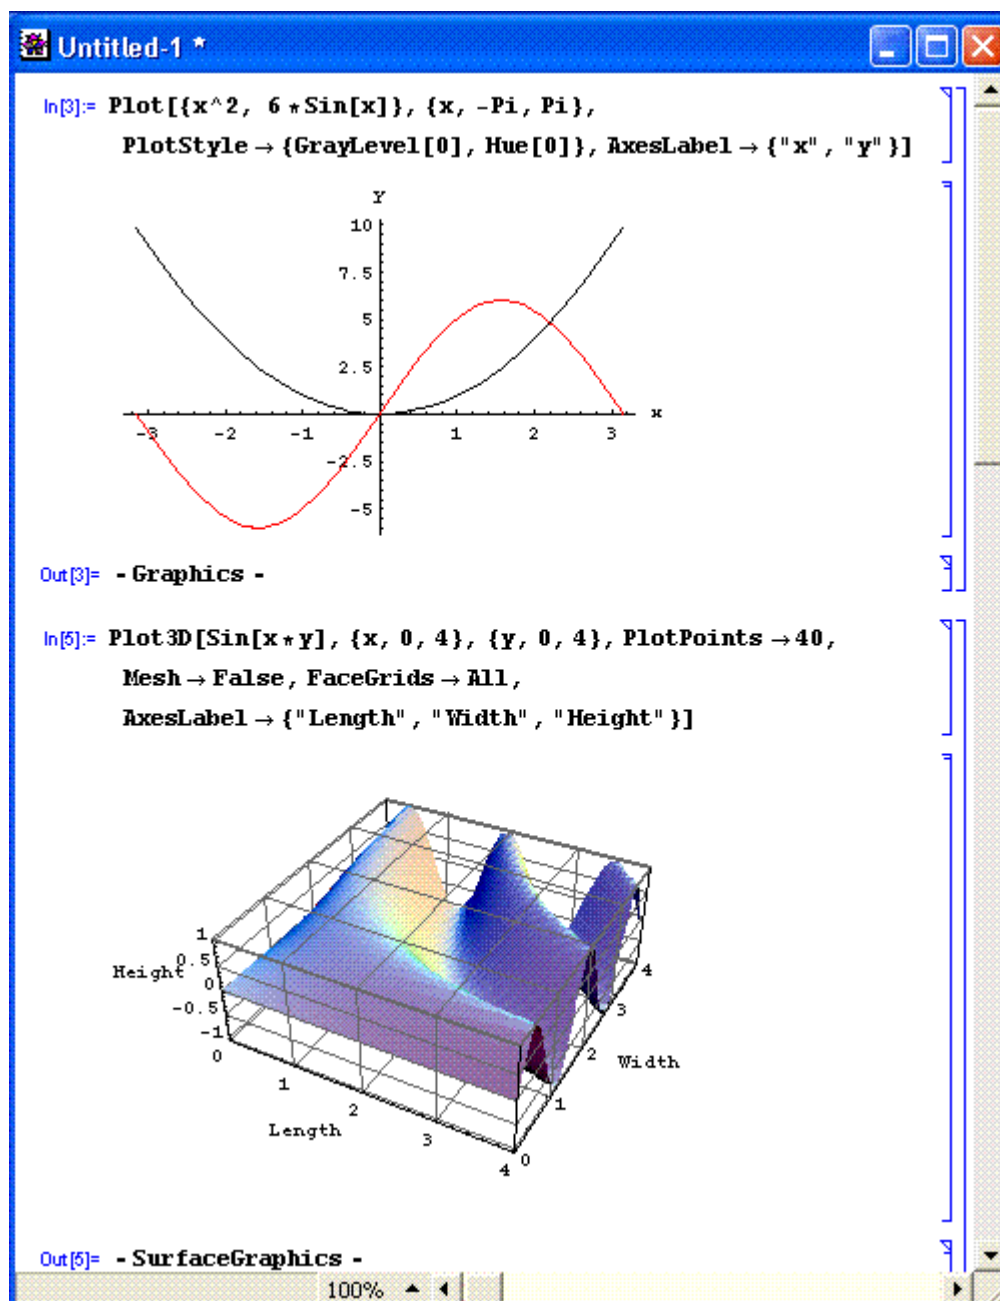 Untitled-1 *
In[3]:= Plot[{x^2, 6*Sin[x]}, {x, -Pi, Pi},
PlotStyle→{GrayLevel[0], Hue[0]}, AxesLabel→{"x", "y"}]
Y
10
7.5
5
2.5
x
-3 -2 -1 1 2 3
-2.5
-5
Out[3]= -Graphics-
In[5]:= Plot3D[Sin[x*y], {x, 0, 4}, {y, 0, 4}, PlotPoints→40,
Mesh→False, FaceGrids→All,
AxesLabel→{"Length", "Width", "Height"}]
1
0.5
Height
0
-0.5
-1
0
1
2
3
4
Length
0
1
2
3
4
Width
Out[5]= -SurfaceGraphics-
100%